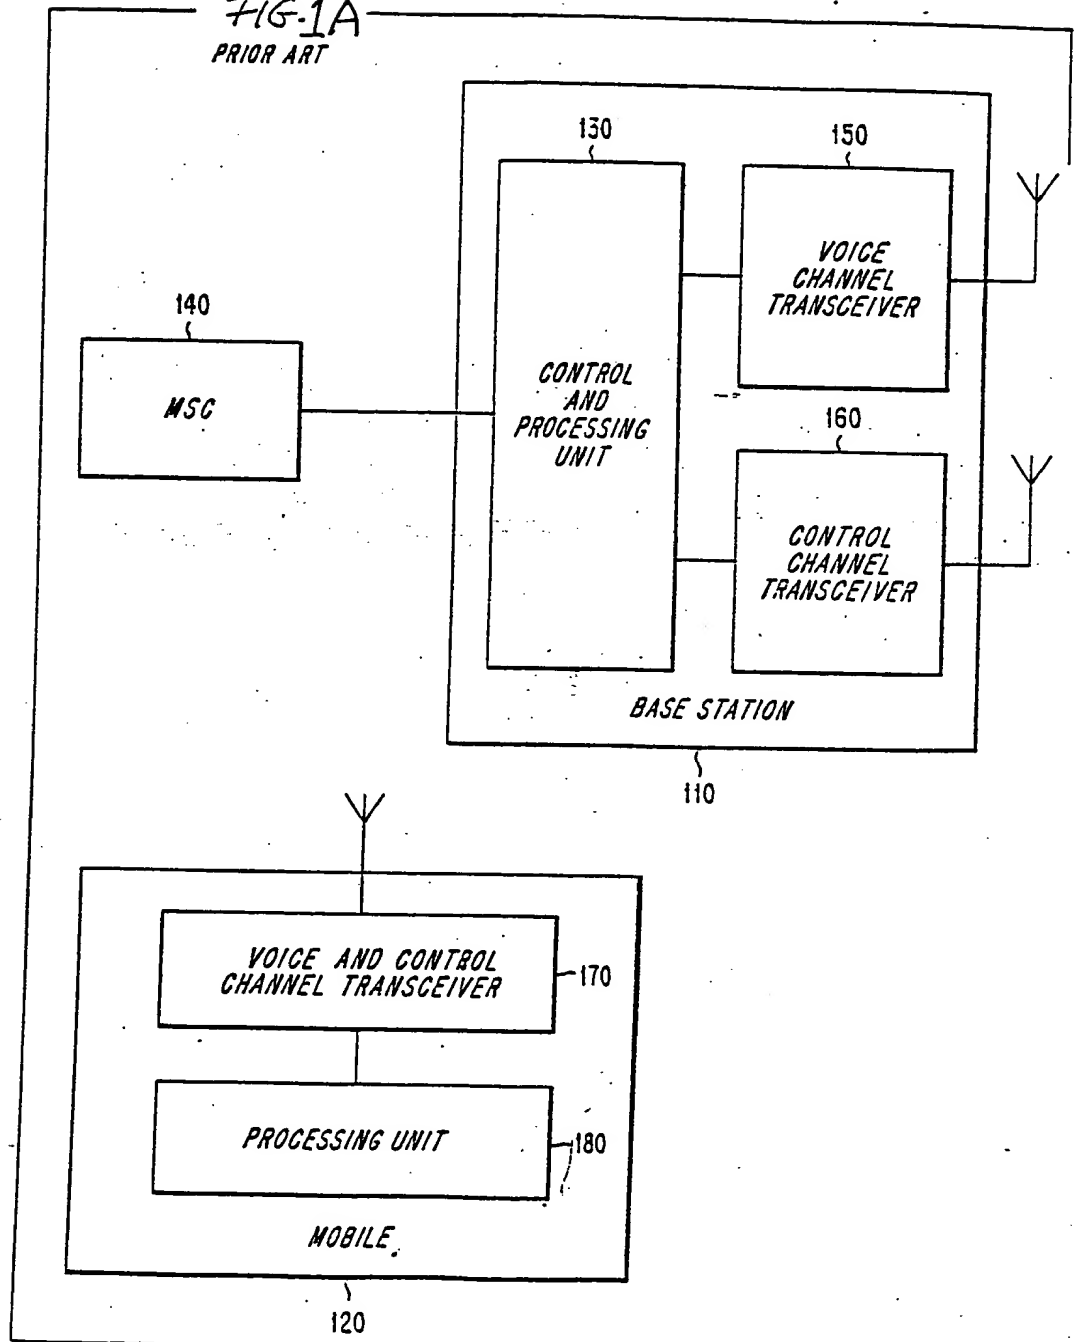 FIG.1A
PRIOR ART
130
150
VOICE
CHANNEL
TRANSCEIVER
140
MSC
CONTROL
AND
PROCESSING
UNIT
160
CONTROL
CHANNEL
TRANSCEIVER
BASE STATION
110
VOICE AND CONTROL
CHANNEL TRANSCEIVER
170
PROCESSING UNIT
180
MOBILE
120